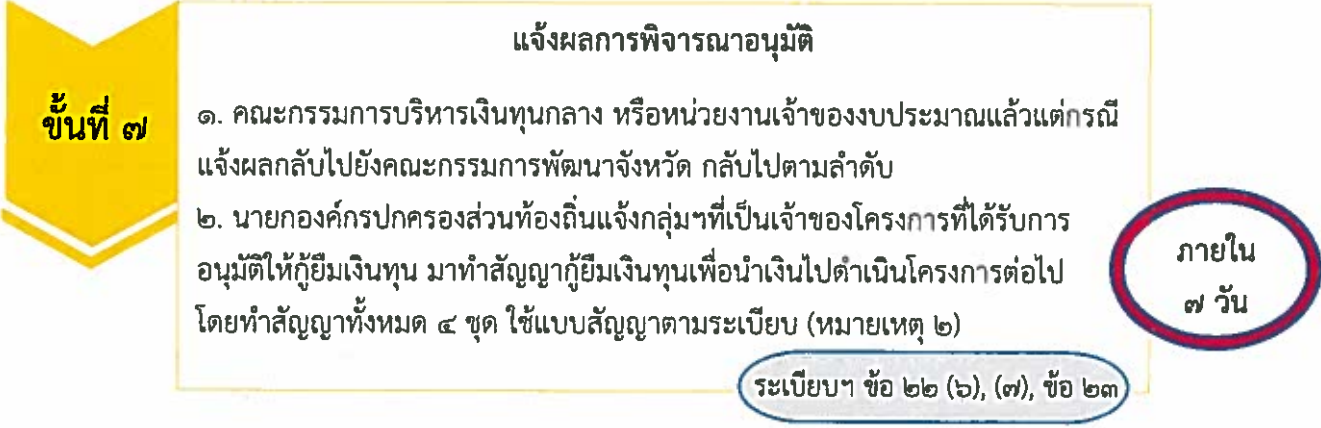 แจ้งผลการพิจารณาอนุมัติ
ขั้นที่ ๗
๑. คณะกรรมการบริหารเงินทุนกลาง หรือหน่วยงานเจ้าของงบประมาณแล้วแต่กรณี
แจ้งผลกลับไปยังคณะกรรมการพัฒนาจังหวัด กลับไปตามลำดับ
๒. นายกองค์กรปกครองส่วนท้องถิ่นแจ้งกลุ่มฯที่เป็นเจ้าของโครงการที่ได้รับการ
อนุมัติให้กู้ยืมเงินทุน มาทำสัญญากู้ยืมเงินทุนเพื่อนำเงินไปดำเนินโครงการต่อไป
โดยทำสัญญาทั้งหมด ๔ ชุด ใช้แบบสัญญาตามระเบียบ (หมายเหตุ ๒)
ภายใน
๗ วัน
ระเบียบฯ ข้อ ๒๒ (๖), (๗), ข้อ ๒๓